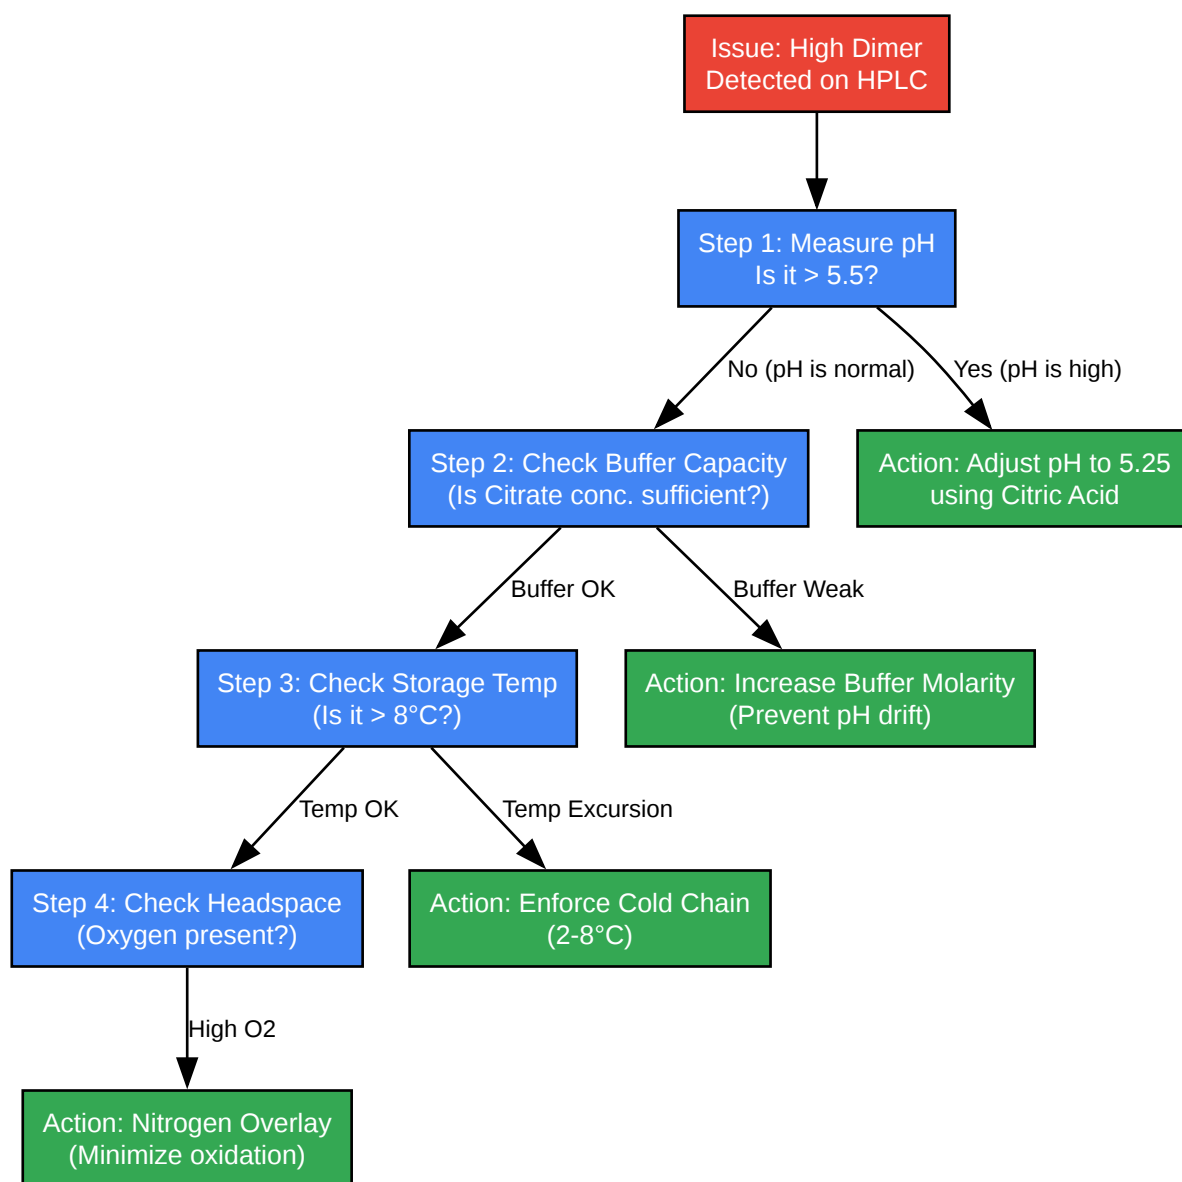 Issue: High Dimer
Detected on HPLC
Step 1: Measure pH
Is it > 5.5?
No (pH is normal)
Yes (pH is high)
Step 2: Check Buffer Capacity
(Is Citrate conc. sufficient?)
Action: Adjust pH to 5.25
using Citric Acid
Buffer OK
Buffer Weak
Step 3: Check Storage Temp
(Is it > 8°C?)
Action: Increase Buffer Molarity
(Prevent pH drift)
Temp OK
Temp Excursion
Step 4: Check Headspace
(Oxygen present?)
Action: Enforce Cold Chain
(2-8°C)
High O2
Action: Nitrogen Overlay
(Minimize oxidation)